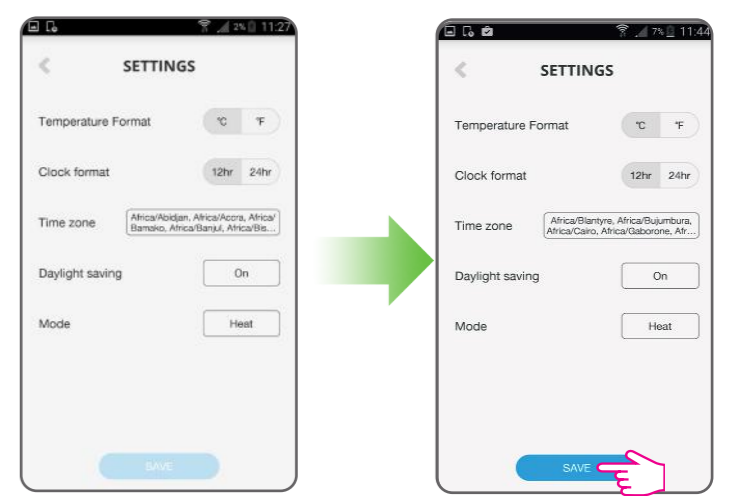 2% 11:27
SETTINGS
Temperature Format °C °F
Clock format 12hr 24hr
Time zone Africa/Abidjan, Africa/Accra, Africa/
Bamako, Africa/Banjul, Africa/Bis...
Daylight saving On
Mode Heat
SAVE
7% 11:44
SETTINGS
Temperature Format °C °F
Clock format 12hr 24hr
Time zone Africa/Blantyre, Africa/Bujumbura,
Africa/Cairo, Africa/Gaborone, Afr...
Daylight saving On
Mode Heat
SAVE